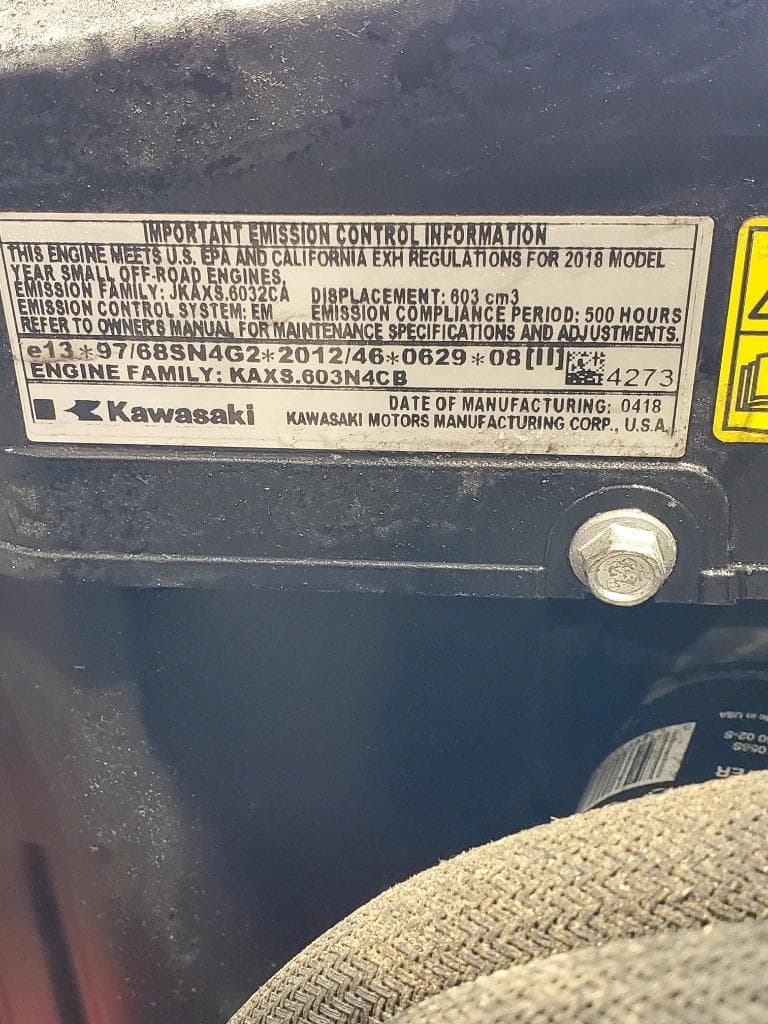 IMPORTANT EMISSION CONTROL INFORMATION
THIS ENGINE MEETS U.S. EPA AND CALIFORNIA EXH REGULATIONS FOR 2018 MODEL
YEAR SMALL OFF-ROAD ENGINES.
EMISSION FAMILY: JKAXS.6032CA DISPLACEMENT: 603 cm3
EMISSION CONTROL SYSTEM: EM EMISSION COMPLIANCE PERIOD: 500 HOURS
REFER TO OWNER'S MANUAL FOR MAINTENANCE SPECIFICATIONS AND ADJUSTMENTS.
e13*97/68SN4G2*2012/46*0629*08[II] 4273
ENGINE FAMILY: KAXS.603N4CB
Kawasaki
DATE OF MANUFACTURING: 0418
KAWASAKI MOTORS MANUFACTURING CORP., U.S.A.
in USA
02-S